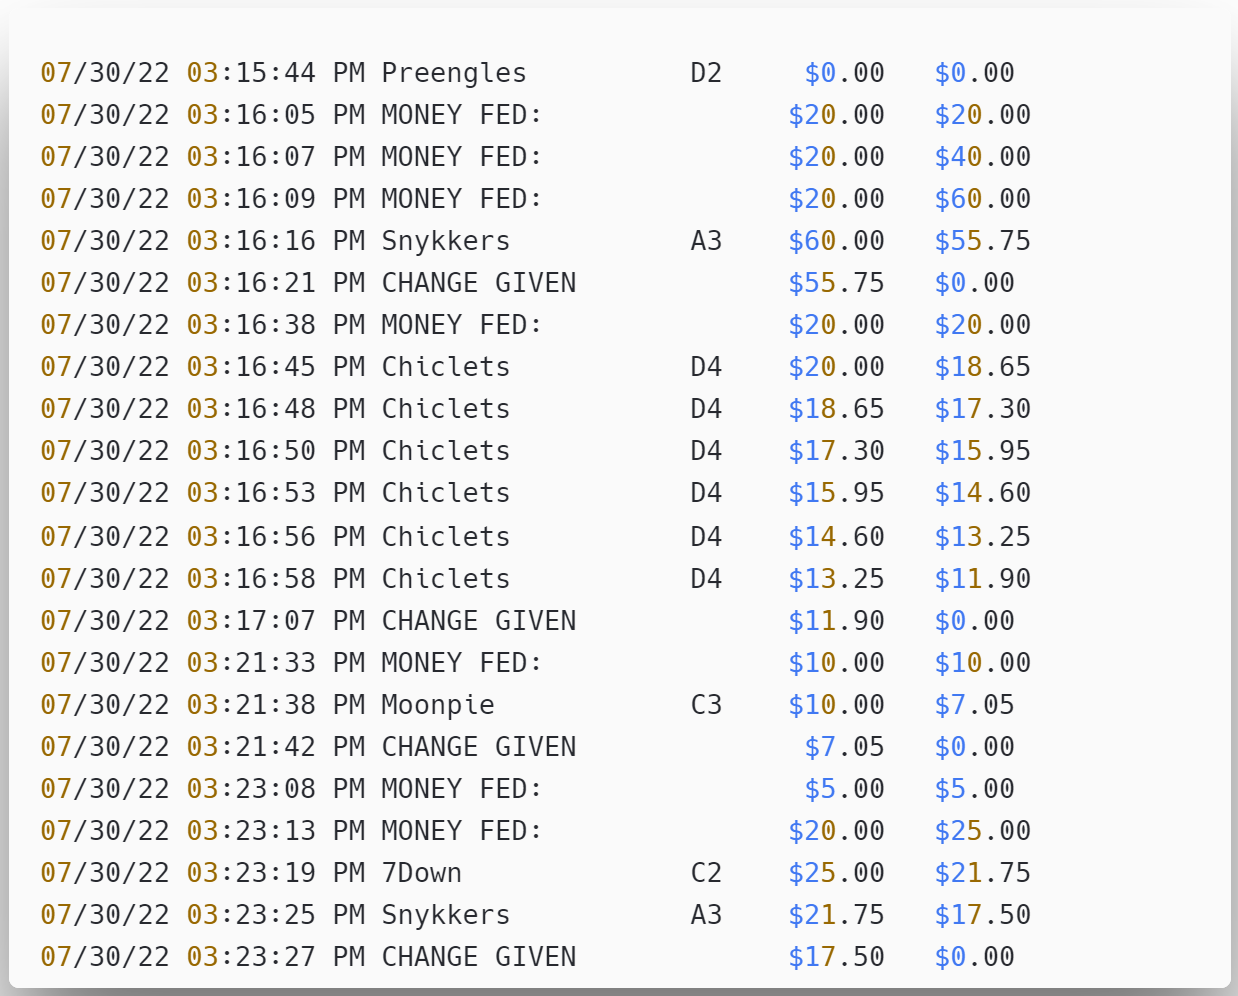 07/30/22 03:15:44 PM Preengles D2 $0.00 $0.00
07/30/22 03:16:05 PM MONEY FED: $20.00 $20.00
07/30/22 03:16:07 PM MONEY FED: $20.00 $40.00
07/30/22 03:16:09 PM MONEY FED: $20.00 $60.00
07/30/22 03:16:16 PM Snykkers A3 $60.00 $55.75
07/30/22 03:16:21 PM CHANGE GIVEN $55.75 $0.00
07/30/22 03:16:38 PM MONEY FED: $20.00 $20.00
07/30/22 03:16:45 PM Chiclets D4 $20.00 $18.65
07/30/22 03:16:48 PM Chiclets D4 $18.65 $17.30
07/30/22 03:16:50 PM Chiclets D4 $17.30 $15.95
07/30/22 03:16:53 PM Chiclets D4 $15.95 $14.60
07/30/22 03:16:56 PM Chiclets D4 $14.60 $13.25
07/30/22 03:16:58 PM Chiclets D4 $13.25 $11.90
07/30/22 03:17:07 PM CHANGE GIVEN $11.90 $0.00
07/30/22 03:21:33 PM MONEY FED: $10.00 $10.00
07/30/22 03:21:38 PM Moonpie C3 $10.00 $7.05
07/30/22 03:21:42 PM CHANGE GIVEN $7.05 $0.00
07/30/22 03:23:08 PM MONEY FED: $5.00 $5.00
07/30/22 03:23:13 PM MONEY FED: $20.00 $25.00
07/30/22 03:23:19 PM 7Down C2 $25.00 $21.75
07/30/22 03:23:25 PM Snykkers A3 $21.75 $17.50
07/30/22 03:23:27 PM CHANGE GIVEN $17.50 $0.00